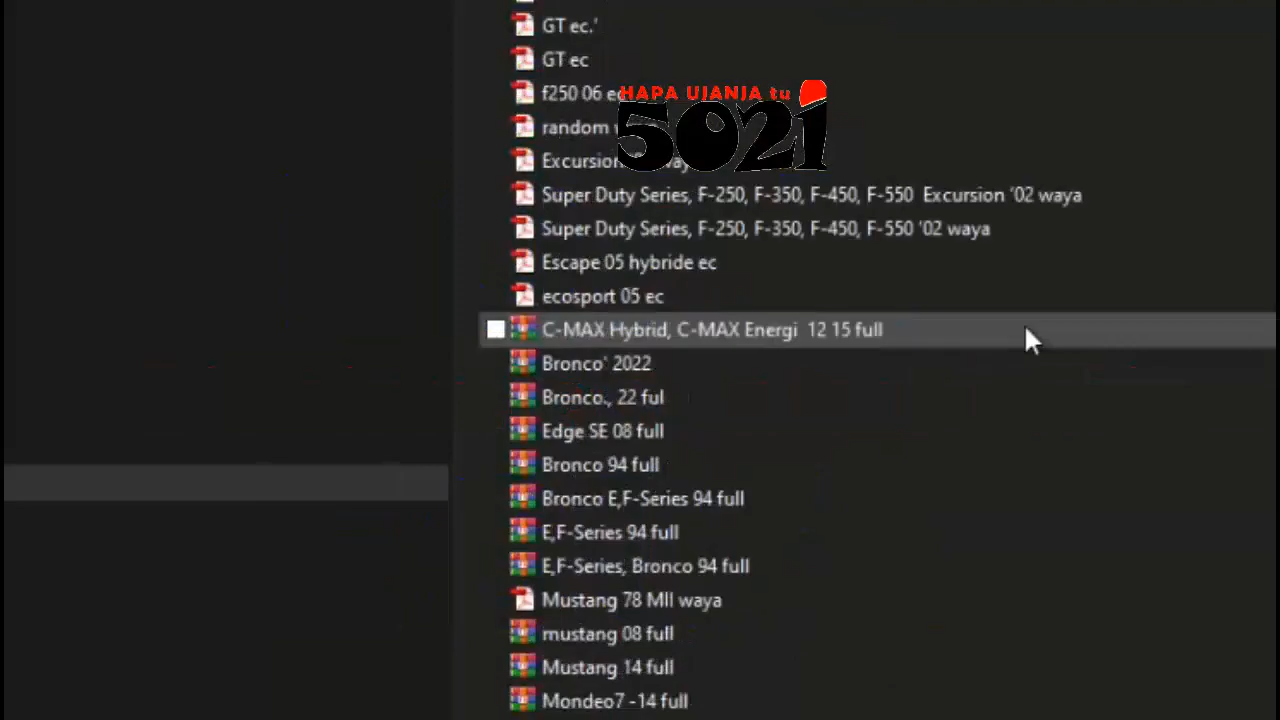 GT ec.'
GT ec
f250 06 ec
HAPA UJANJA tu
5021
random
Excursion
Super Duty Series, F-250, F-350, F-450, F-550 Excursion '02 waya
Super Duty Series, F-250, F-350, F-450, F-550 '02 waya
Escape 05 hybride ec
ecosport 05 ec
C-MAX Hybrid, C-MAX Energi 12 15 full
Bronco' 2022
Bronco., 22 ful
Edge SE 08 full
Bronco 94 full
Bronco E,F-Series 94 full
E,F-Series 94 full
E,F-Series, Bronco 94 full
Mustang 78 MII waya
mustang 08 full
Mustang 14 full
Mondeo7 -14 full